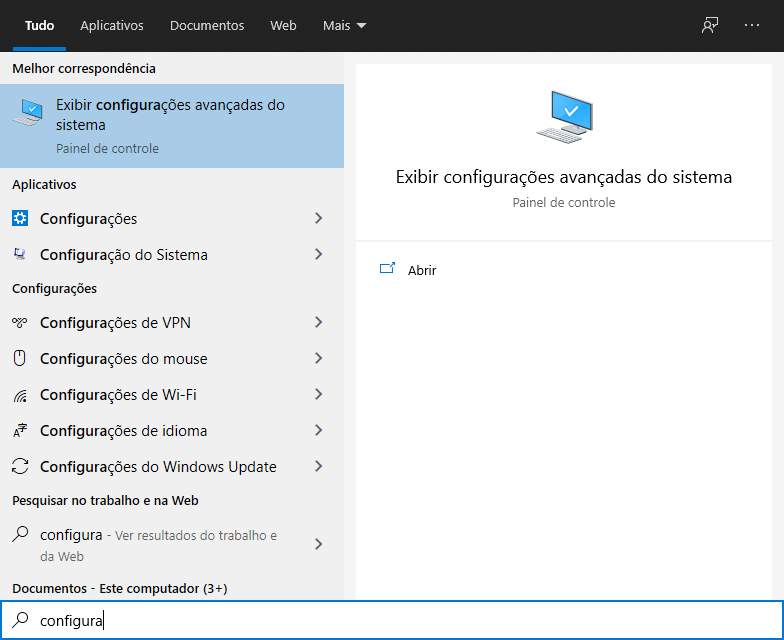 Tudo Aplicativos Documentos Web Mais
Melhor correspondência
Exibir configurações avançadas do
sistema
Painel de controle
Aplicativos
Configurações
Configuração do Sistema
Configurações
Configurações de VPN
Configurações do mouse
Configurações de Wi-Fi
Configurações de idioma
Configurações do Windows Update
Pesquisar no trabalho e na Web
configura - Ver resultados do trabalho e
da Web
Documentos - Este computador (3+)
Exibir configurações avançadas do sistema
Painel de controle
Abrir
configura